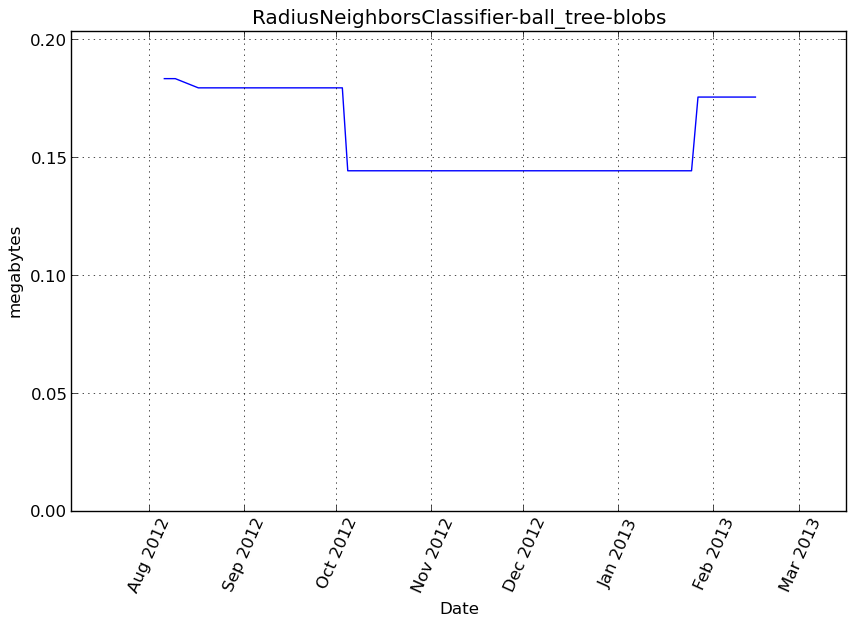 RadiusNeighborsClassifier-ball_tree-blobs
0.20
0.15
0.10
0.05
0.00
megabytes
Aug 2012
Sep 2012
Oct 2012
Nov 2012
Dec 2012
Jan 2013
Feb 2013
Mar 2013
Date